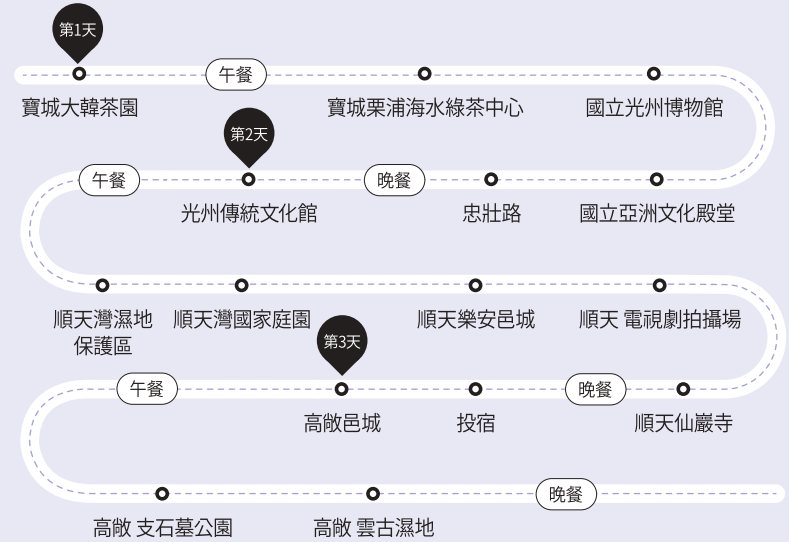 第1天
午餐
寶城大韓茶園
寶城栗浦海水綠茶中心
國立光州博物館
第2天
午餐
晚餐
光州傳統文化館
忠壯路
國立亞洲文化殿堂
順天灣濕地
保護區
順天灣國家庭園
順天樂安邑城
順天 電視劇拍攝場
第3天
午餐
晚餐
高敞邑城
投宿
順天仙巖寺
晚餐
高敞 支石墓公園
高敞 雲古濕地